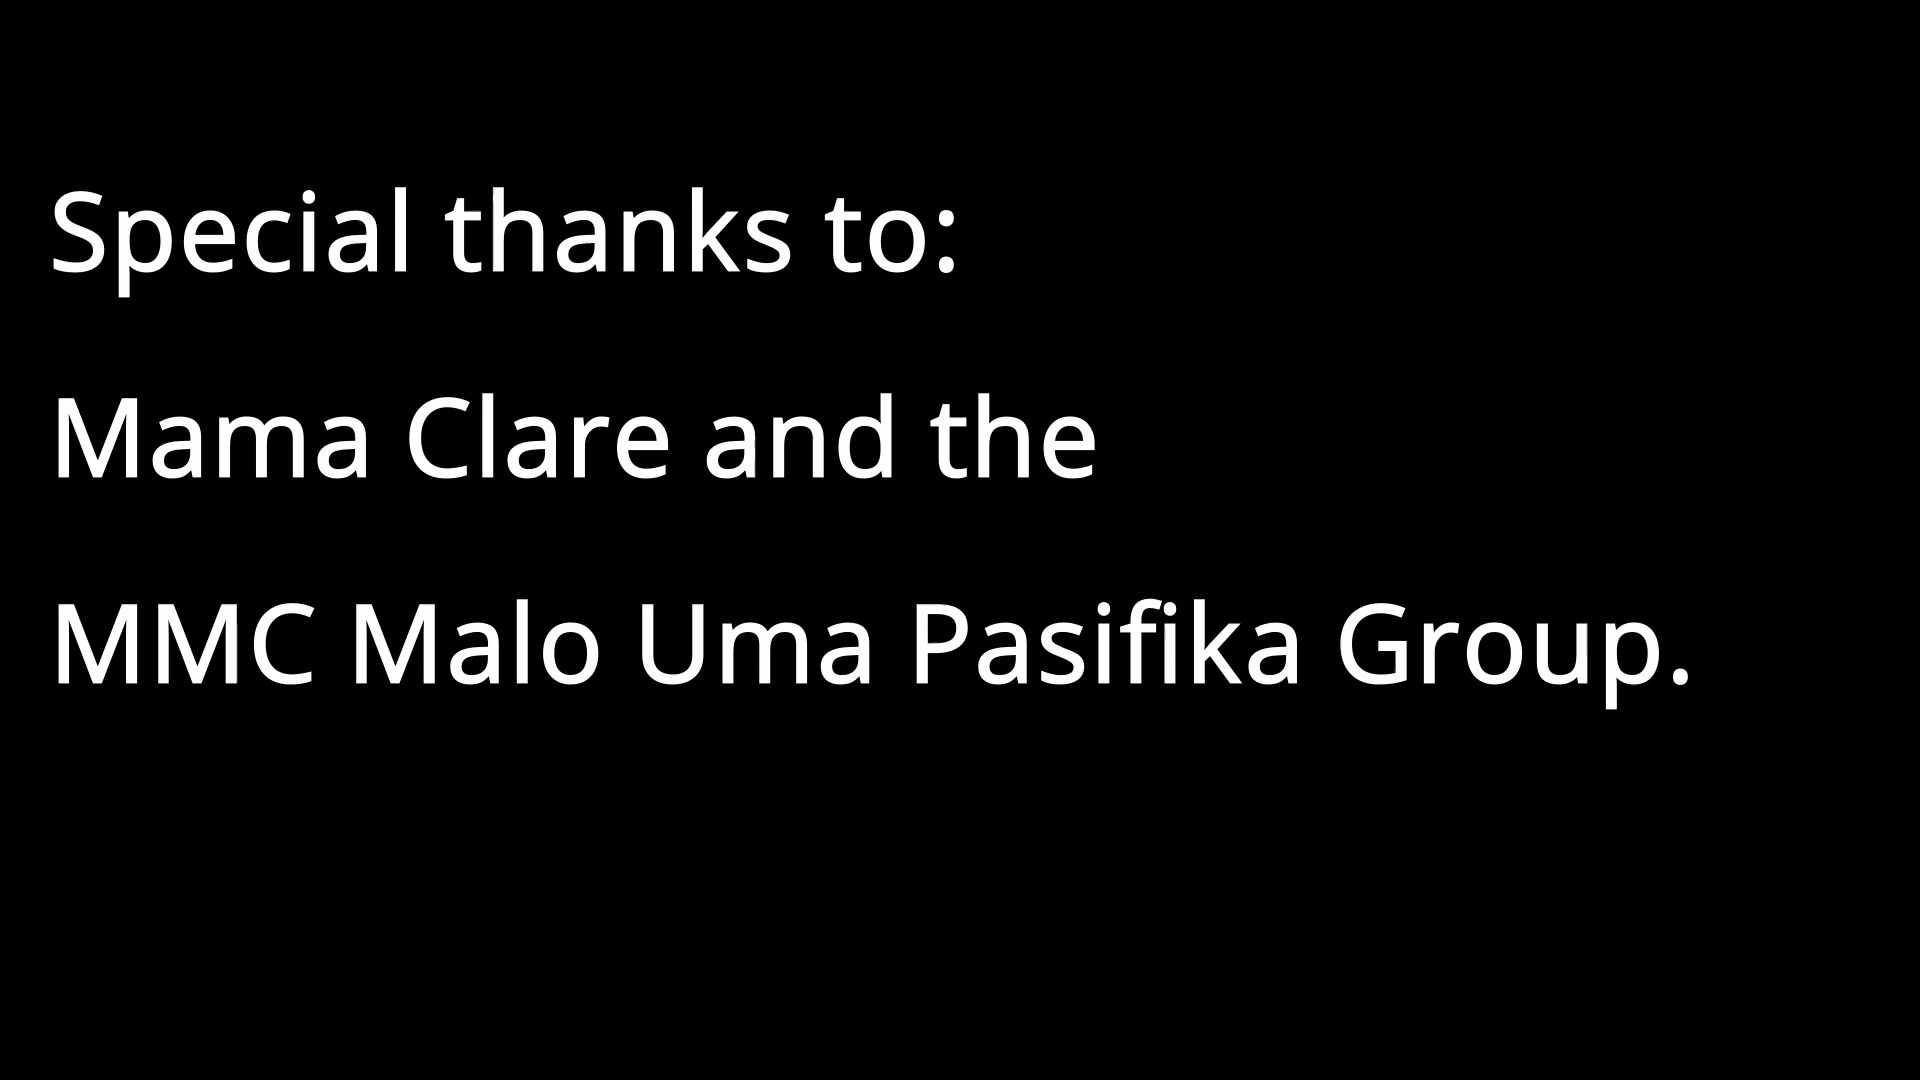 Special thanks to:
Mama Clare and the
MMC Malo Uma Pasifika Group.